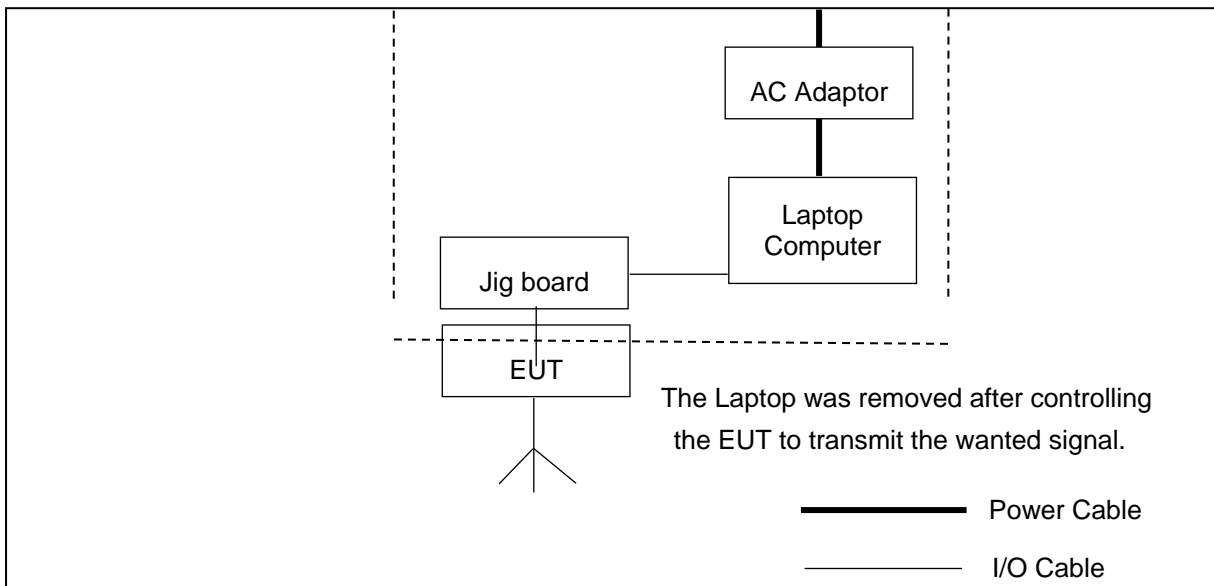 AC Adaptor
Laptop
Computer
Jig board
EUT
The Laptop was removed after controlling
the EUT to transmit the wanted signal.
Power Cable
I/O Cable